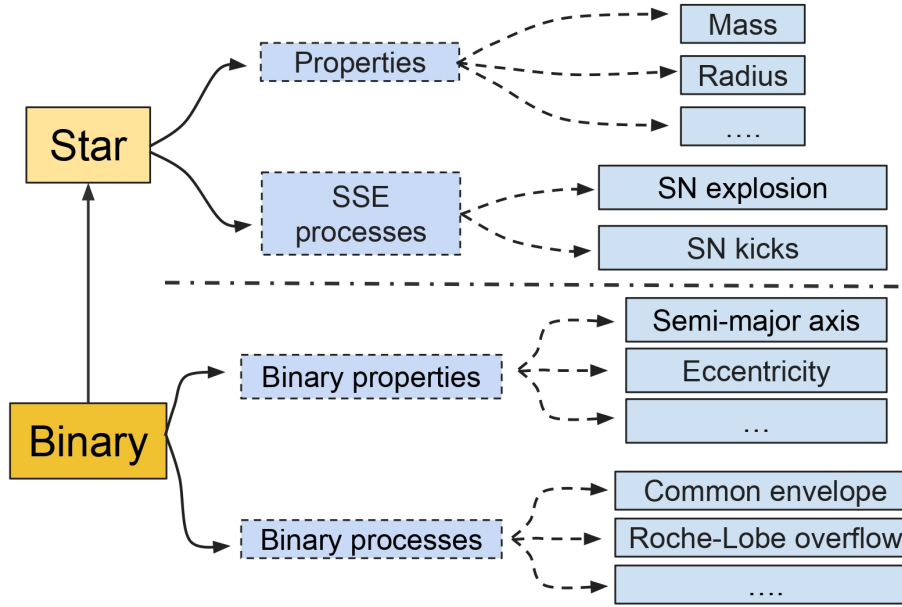 Star
Properties
Mass
Radius
....
SSE
processes
SN explosion
SN kicks
Binary
Binary properties
Semi-major axis
Eccentricity
...
Binary processes
Common envelope
Roche-Lobe overflow
....